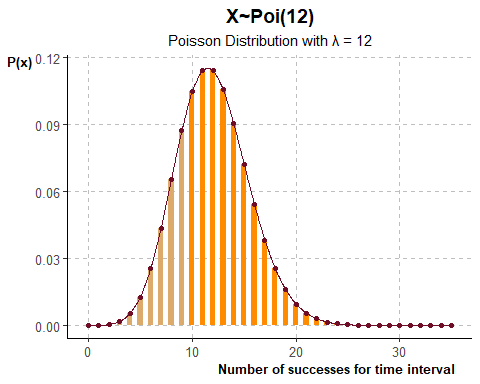 X~Poi(12)
Poisson Distribution with λ = 12
P(x)
0.12
0.09
0.06
0.03
0.00
0 10 20 30
Number of successes for time interval